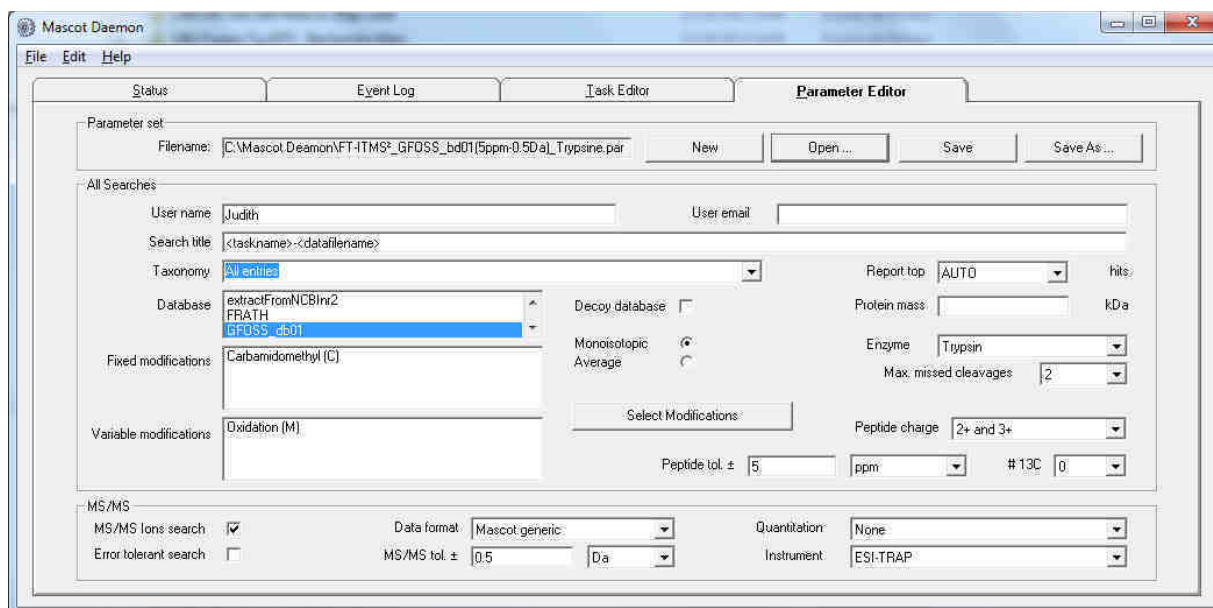 Mascot Daemon
File Edit Help
Status Event Log Task Editor Parameter Editor
Parameter set
Filename: C:\Mascot Deamon\FT-ITMS²_GFOSS_bd01(5ppm-0.5Da)_Trypsine.par New Open ... Save Save As ...
All Searches
User name Judith User email
Search title <taskname>-<datafilename>
Taxonomy All entries Report top AUTO hits
Database extractFromNCBInr2 Decoy database Protein mass kDa
FRATH
GFOSS_db01
Monoisotopic Enzyme Trypsin
Fixed modifications Carbamidomethyl (C) Average Max. missed cleavages 2
Select Modifications
Variable modifications Oxidation (M) Peptide charge 2+ and 3+
Peptide tol. ± 5 ppm # 13C 0
MS/MS
MS/MS Ions search Data format Mascot generic Quantitation None
Error tolerant search MS/MS tol. ± 0.5 Da Instrument ESI-TRAP